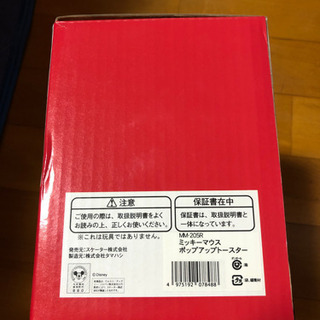 ⚠ 注意
ご使用の際は、取扱説明書をよく
お読みの上、正しくお使いください。
※これは玩具ではありません。
発売元:スケーター株式会社
製造元:株式会社タマハシ
©Disney
保証書在中
保証書は、取扱説明書と
一体になっています。
MM-205R
ミッキーマウス
ポップアップトースター
4 975192 078488